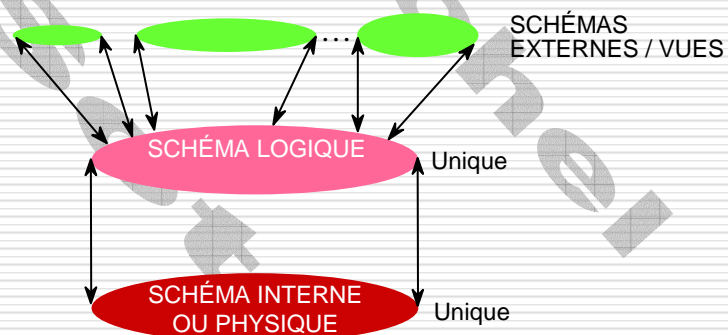 SCHÉMAS
EXTERNES / VUES
...
SCHÉMA LOGIQUE
Unique
SCHÉMA INTERNE
OU PHYSIQUE
Unique